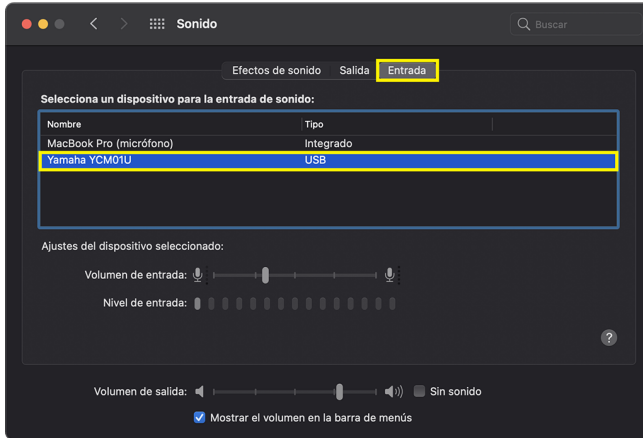 Sonido
Buscar
Efectos de sonido Salida Entrada
Selecciona un dispositivo para la entrada de sonido:
Nombre Tipo
MacBook Pro (micrófono) Integrado
Yamaha YCM01U USB
Ajustes del dispositivo seleccionado:
Volumen de entrada:
Nivel de entrada:
?
Volumen de salida: Sin sonido
Mostrar el volumen en la barra de menús